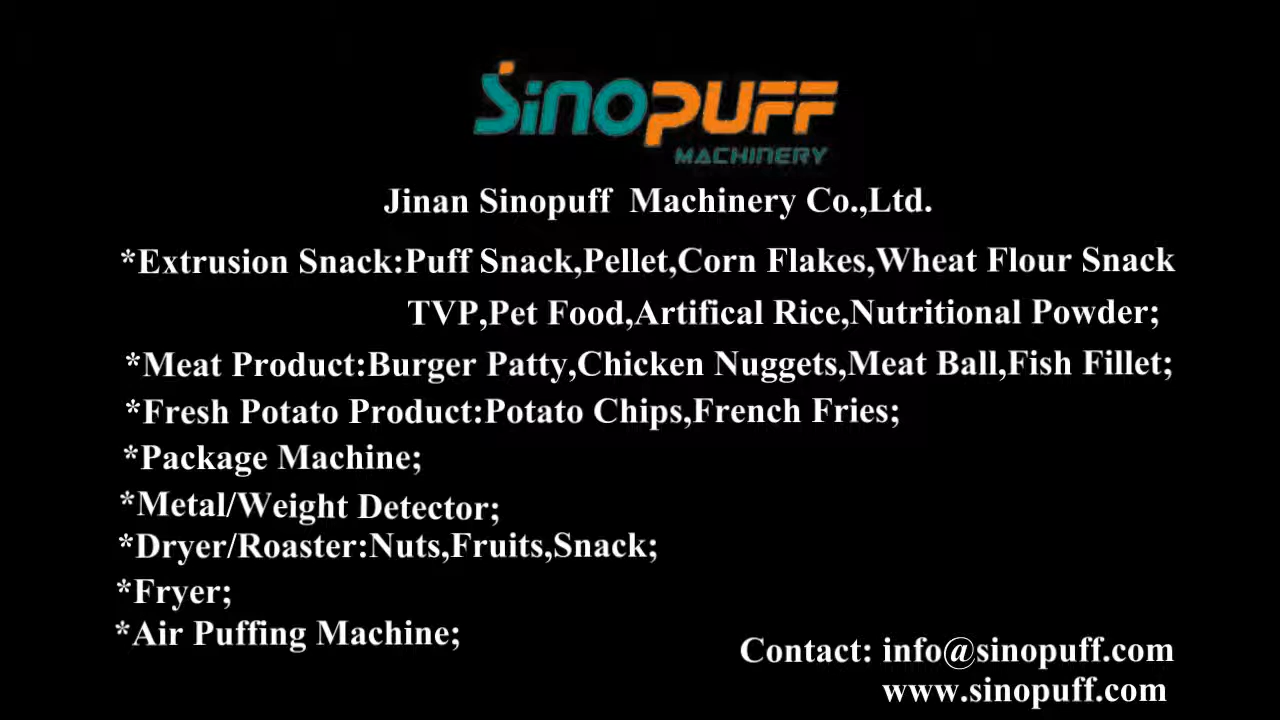 SinoPUFF
MACHINERY
Jinan Sinopuff Machinery Co.,Ltd.
*Extrusion Snack:Puff Snack,Pellet,Corn Flakes,Wheat Flour Snack
TVP,Pet Food,Artifical Rice,Nutritional Powder;
*Meat Product:Burger Patty,Chicken Nuggets,Meat Ball,Fish Fillet;
*Fresh Potato Product:Potato Chips,French Fries;
*Package Machine;
*Metal/Weight Detector;
*Dryer/Roaster:Nuts,Fruits,Snack;
*Fryer;
*Air Puffing Machine;
Contact: info@sinopuff.com
www.sinopuff.com